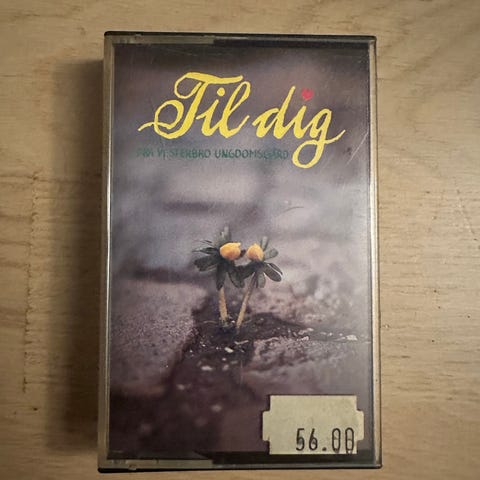 Til dig
FRA VESTERBRO UNGDOMSGÅRD
56.00